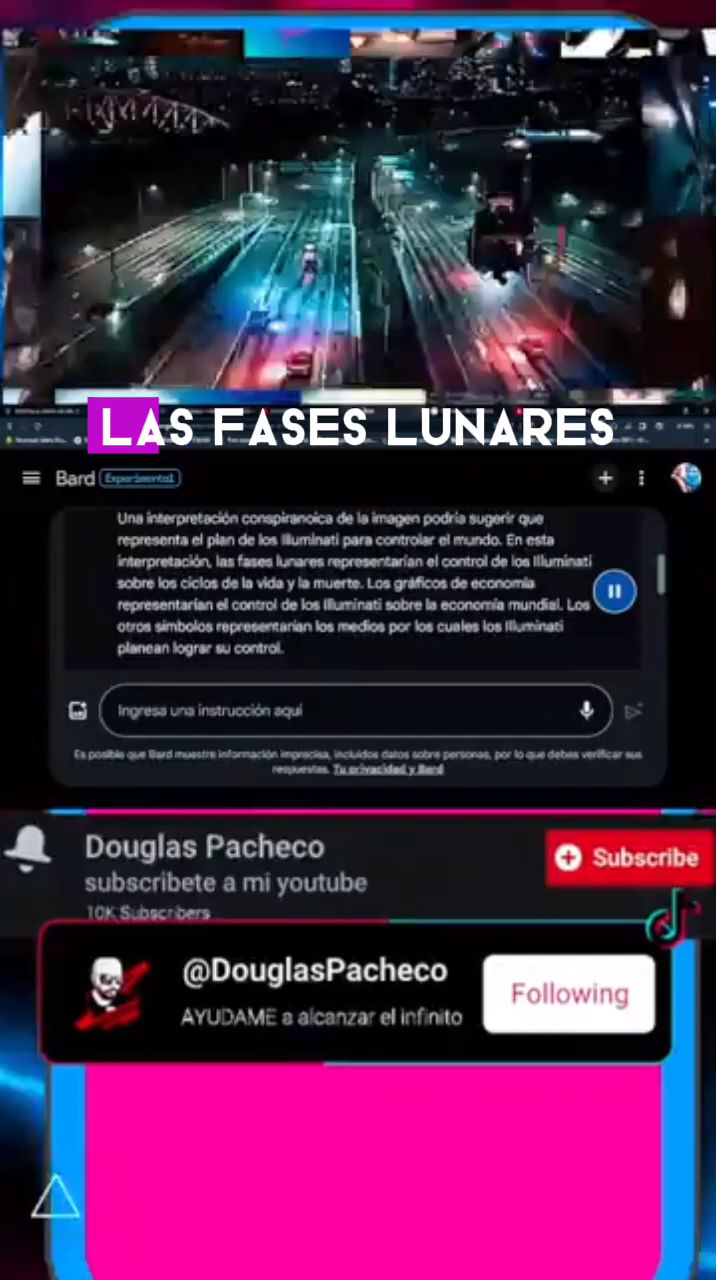 LAS FASES LUNARES
Bard Experimental
Una interpretación conspiranoica de la imagen podría sugerir que
representa el plan de los Illuminati para controlar el mundo. En esta
interpretación, las fases lunares representarían el control de los Illuminati
sobre los ciclos de la vida y la muerte. Los gráficos de economía
representarían el control de los Illuminati sobre la economía mundial. Los
otros símbolos representarían los medios por los cuales los Illuminati
planean lograr su control.
Ingresa una instrucción aquí
Es posible que Bard muestre información imprecisa, incluidos datos sobre personas, por lo que debes verificar sus
respuestas. Tu privacidad y Bard
Douglas Pacheco
Subscribe
subscribete a mi youtube
10K Subscribers
@DouglasPacheco
Following
AYUDAME a alcanzar el infinito